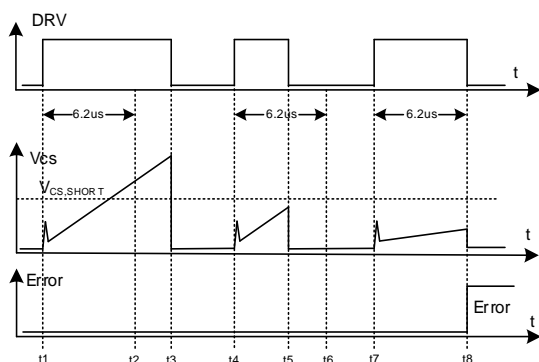 DRV
t
6.2us
6.2us
6.2us
Vcs
VCS,SHORT
t
Error
Error
t
t1
t2
t3
t4
t5
t6
t7
t8